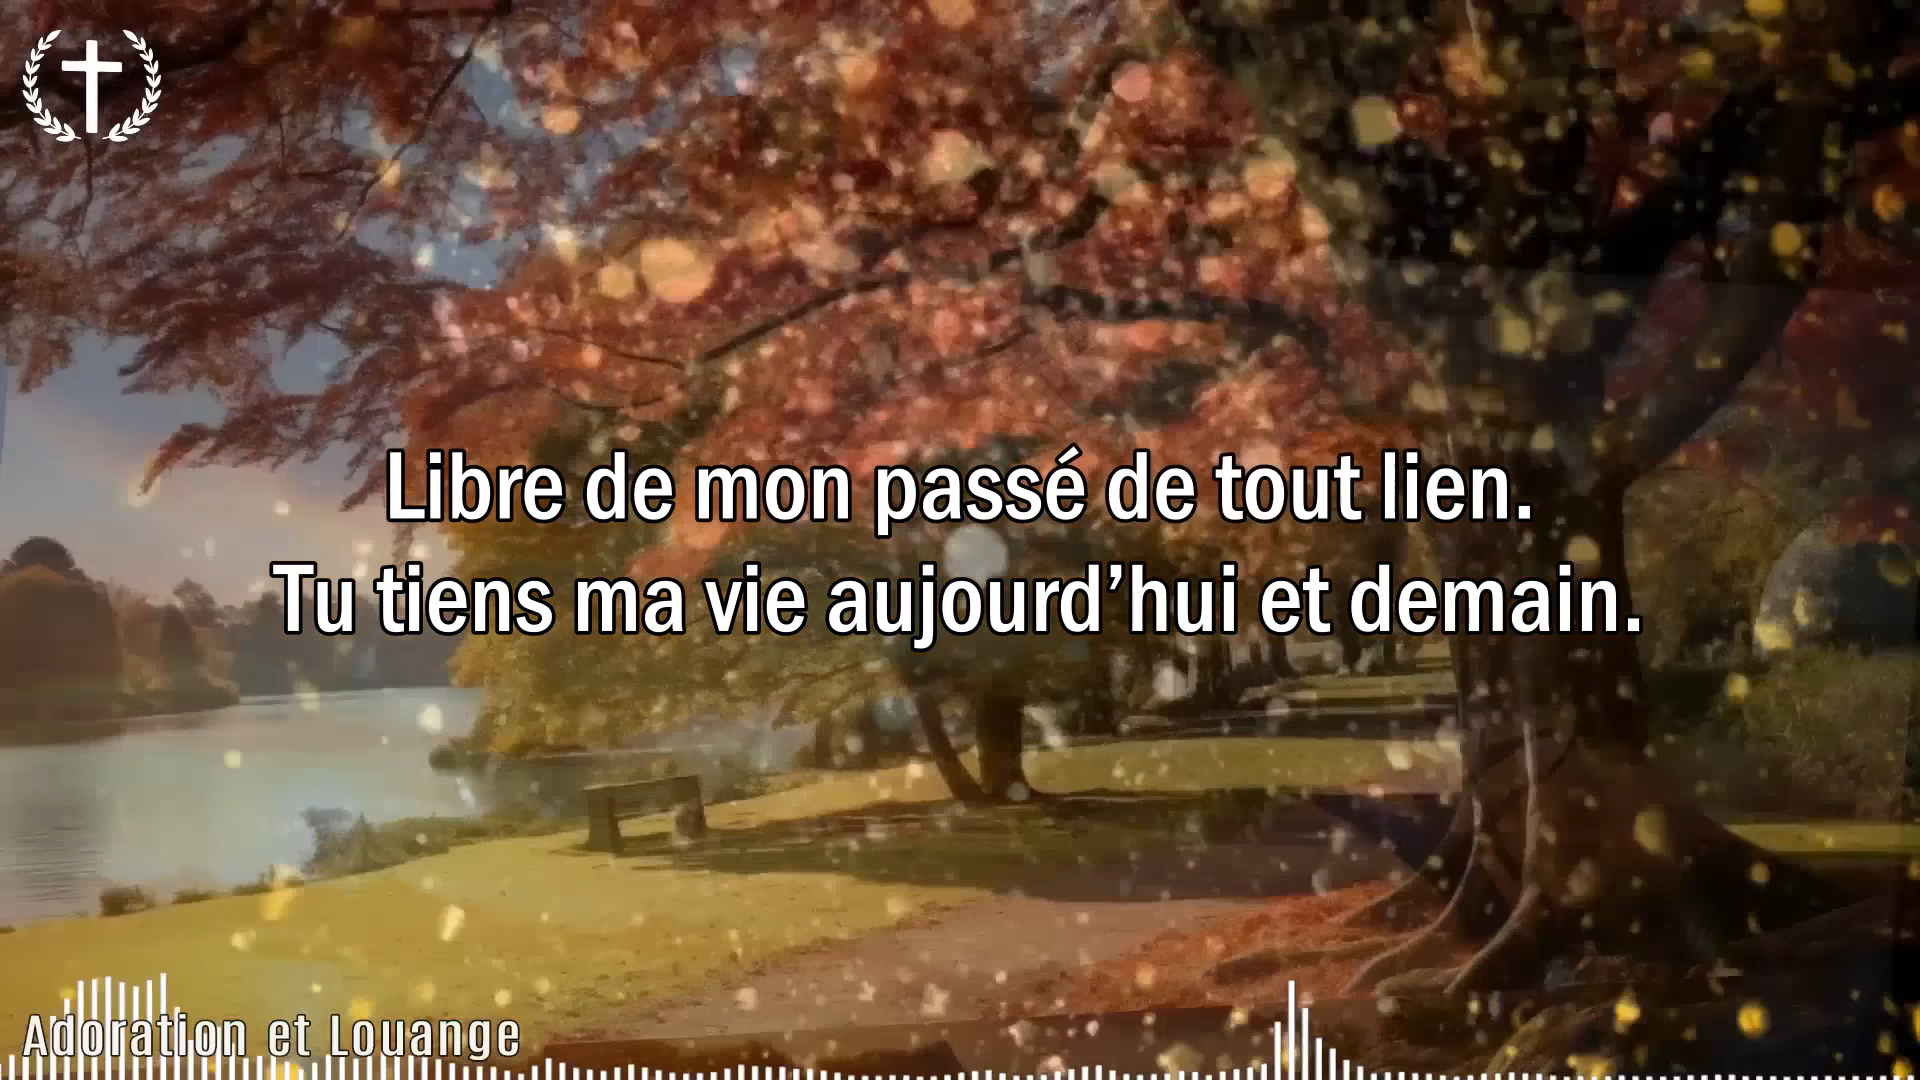 Libre de mon passé de tout lien.
Tu tiens ma vie aujourd’hui et demain.
Adoration et Louange